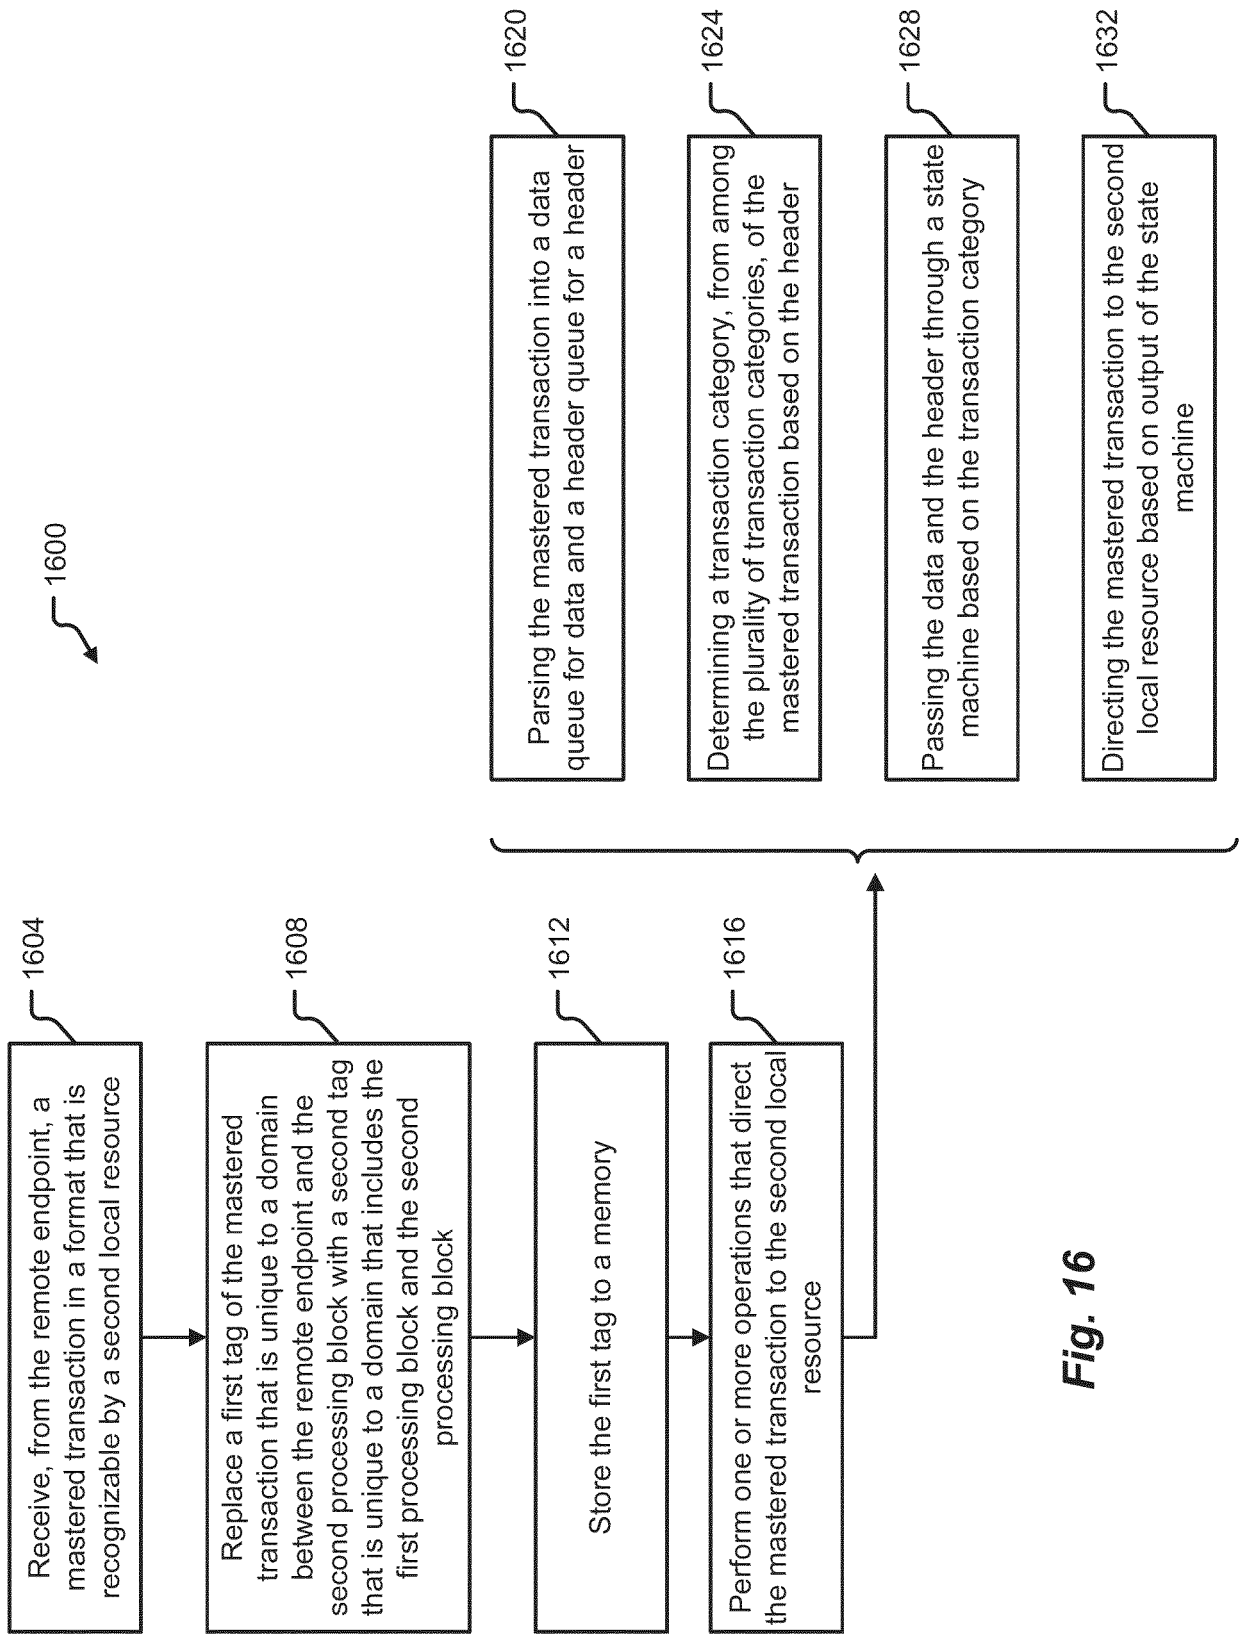 1600
1604
Receive, from the remote endpoint, a
mastered transaction in a format that is
recognizable by a second local resource
1608
Replace a first tag of the mastered
transaction that is unique to a domain
between the remote endpoint and the
second processing block with a second tag
that is unique to a domain that includes the
first processing block and the second
processing block
1612
Store the first tag to a memory
1616
Perform one or more operations that direct
the mastered transaction to the second local
resource
1620
Parsing the mastered transaction into a data
queue for data and a header queue for a header
1624
Determining a transaction category, from among
the plurality of transaction categories, of the
mastered transaction based on the header
1628
Passing the data and the header through a state
machine based on the transaction category
1632
Directing the mastered transaction to the second
local resource based on output of the state
machine
Fig. 16